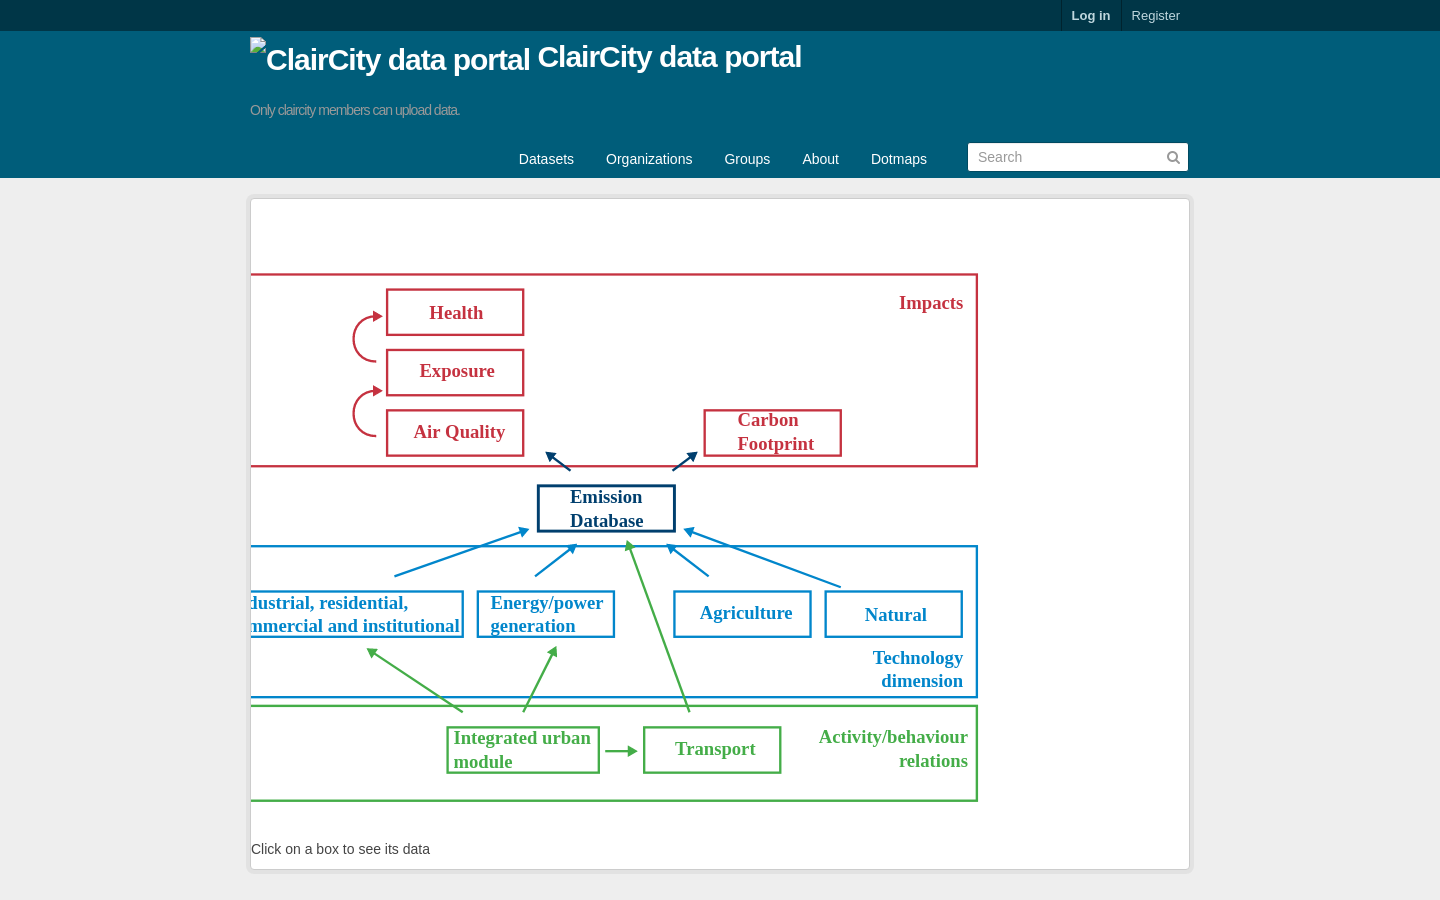 Log in
Register
ClairCity data portal ClairCity data portal
Only claircity members can upload data.
Datasets
Organizations
Groups
About
Dotmaps
Search
Impacts
Health
Exposure
Air Quality
Carbon
Footprint
Emission
Database
dustrial, residential,
mmercial and institutional
Energy/power
generation
Agriculture
Natural
Technology
dimension
Integrated urban
module
Transport
Activity/behaviour
relations
Click on a box to see its data